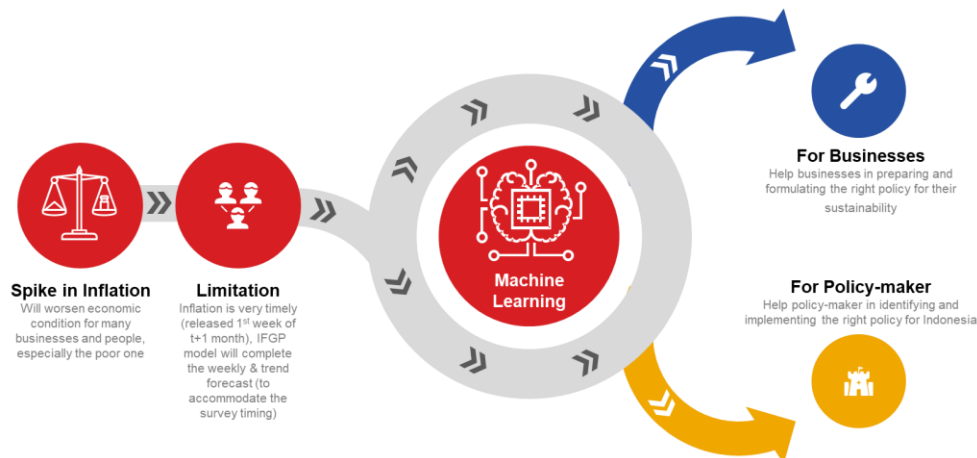 Spike in Inflation
Will worsen economic
condition for many
businesses and people,
especially the poor one
Limitation
Inflation is very timely
(released 1st week of
t+1 month), IFGP
model will complete
the weekly & trend
forecast (to
accommodate the
survey timing)
Machine
Learning
For Businesses
Help businesses in preparing and
formulating the right policy for their
sustainability
For Policy-maker
Help policy-maker in identifying and
implementing the right policy for Indonesia